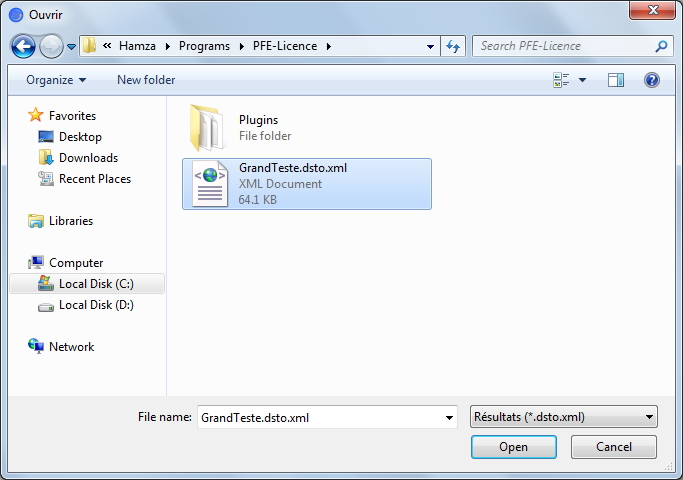 Ouvrir
« Hamza Programs PFE-Licence
Search PFE-Licence
Organize
New folder
Favorites
Desktop
Downloads
Recent Places
Libraries
Computer
Local Disk (C:)
Local Disk (D:)
Network
Plugins
File folder
GrandTeste.dsto.xml
XML Document
64.1 KB
File name: GrandTeste.dsto.xml
Résultats (*.dsto.xml)
Open
Cancel